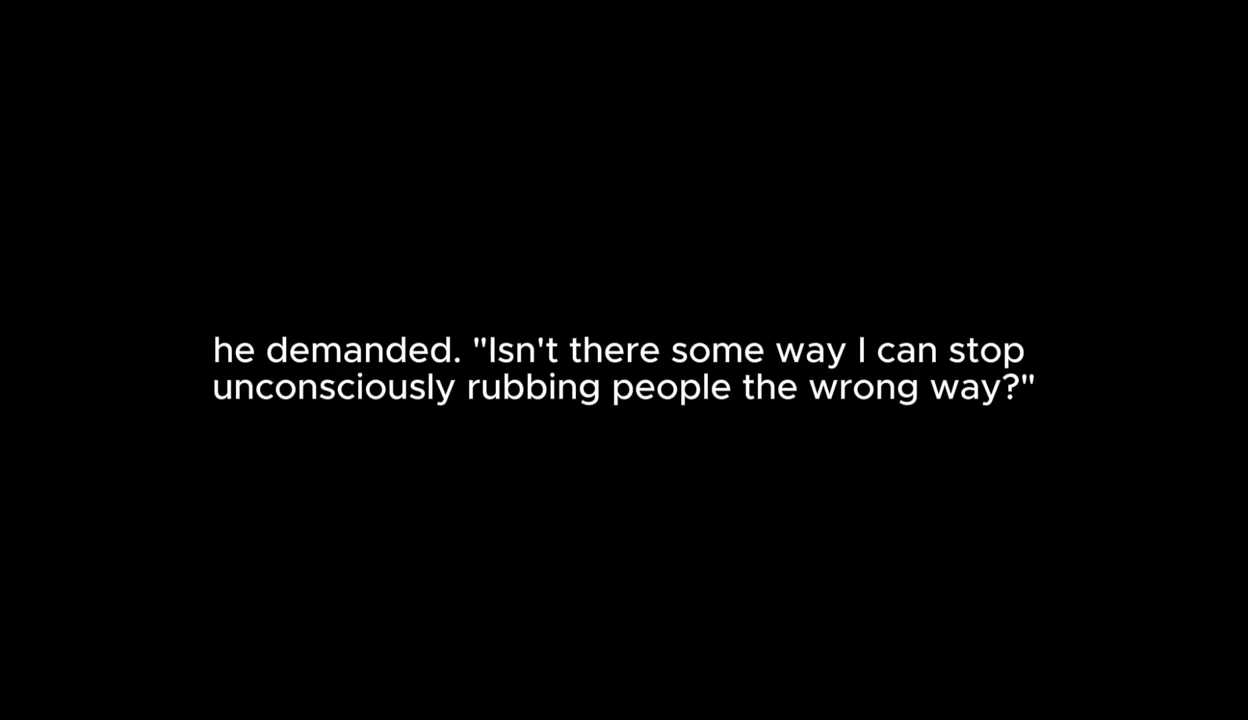 he demanded. "Isn't there some way I can stop
unconsciously rubbing people the wrong way?"